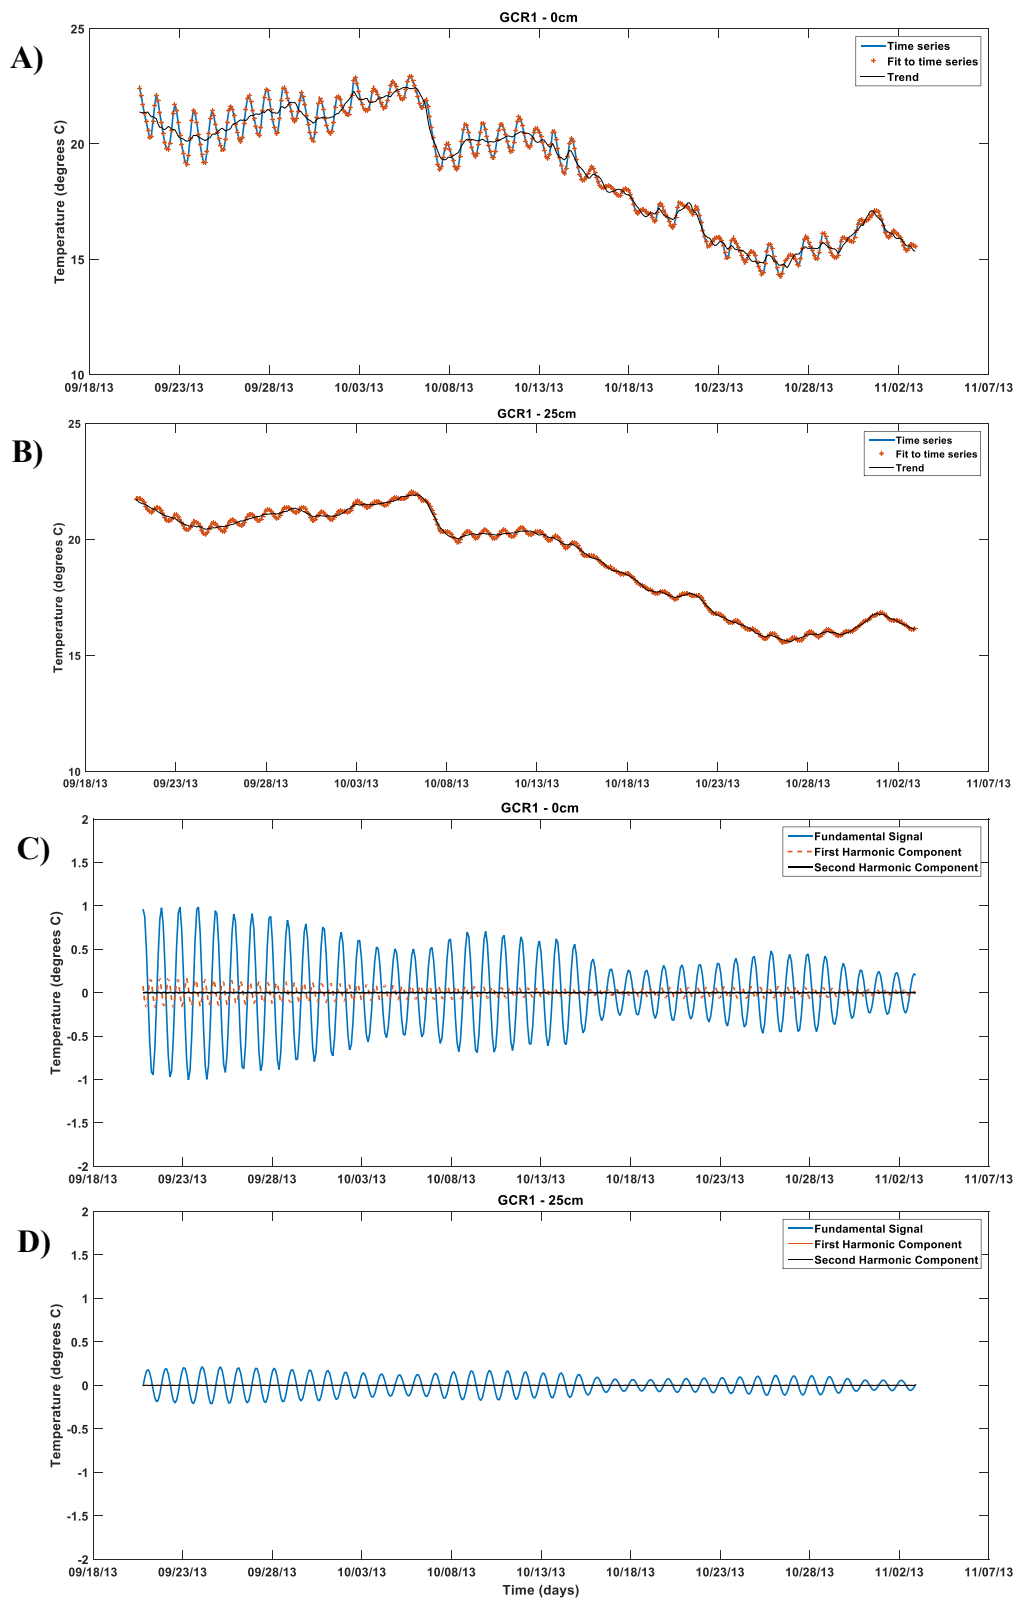 GCR1 - 0cm
A)
25
20
15
10
Temperature (degrees C)
Time series
Fit to time series
Trend
09/18/13 09/23/13 09/28/13 10/03/13 10/08/13 10/13/13 10/18/13 10/23/13 10/28/13 11/02/13 11/07/13
GCR1 - 25cm
B)
25
20
15
10
Temperature (degrees C)
Time series
Fit to time series
Trend
09/18/13 09/23/13 09/28/13 10/03/13 10/08/13 10/13/13 10/18/13 10/23/13 10/28/13 11/02/13 11/07/13
GCR1 - 0cm
C)
2
1.5
1
0.5
0
-0.5
-1
-1.5
-2
Temperature (degrees C)
Fundamental Signal
First Harmonic Component
Second Harmonic Component
09/18/13 09/23/13 09/28/13 10/03/13 10/08/13 10/13/13 10/18/13 10/23/13 10/28/13 11/02/13 11/07/13
GCR1 - 25cm
D)
2
1.5
1
0.5
0
-0.5
-1
-1.5
-2
Temperature (degrees C)
Fundamental Signal
First Harmonic Component
Second Harmonic Component
09/18/13 09/23/13 09/28/13 10/03/13 10/08/13 10/13/13 10/18/13 10/23/13 10/28/13 11/02/13 11/07/13
Time (days)